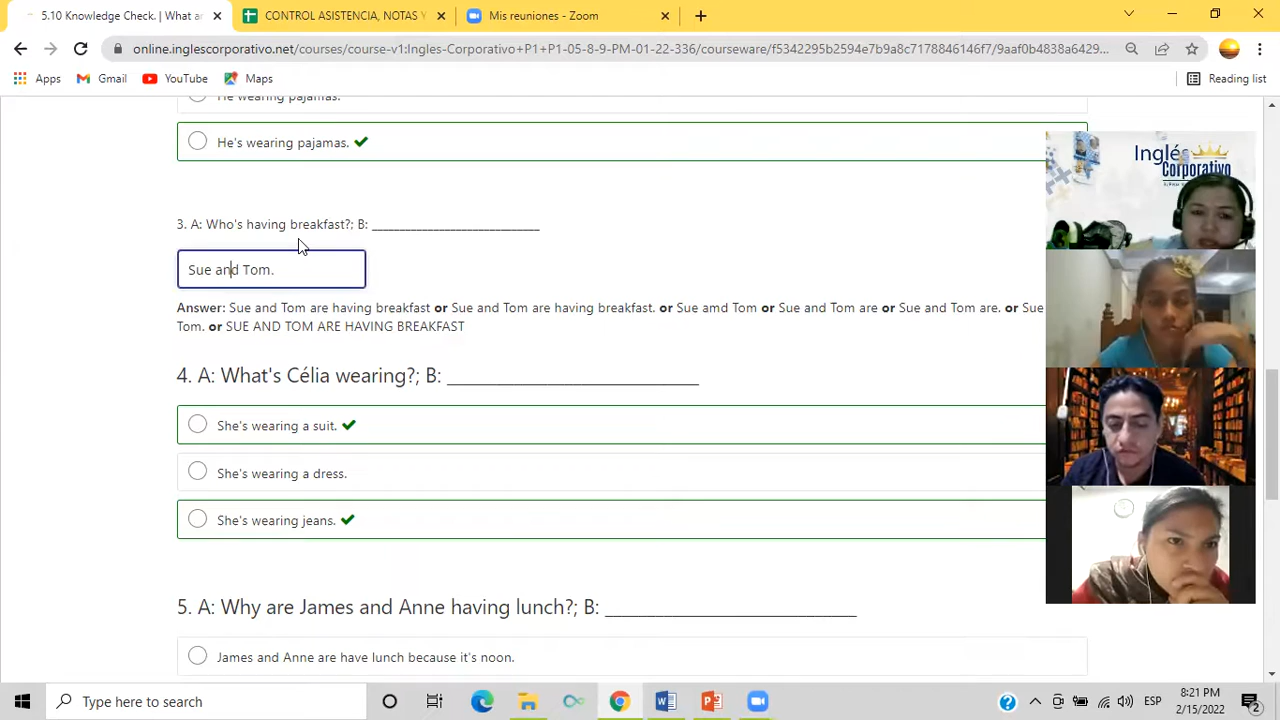 5.10 Knowledge Check. | What a
CONTROL ASISTENCIA, NOTAS Y
Mis reuniones - Zoom
online.inglescorporativo.net/courses/course-v1:Ingles-Corporativo+P1+P1-05-8-9-PM-01-22-336/courseware/f5342295b2594e7b9a8c7178846146f7/9aaf0b4838a6429...
Apps
Gmail
YouTube
Maps
Reading list
He wearing pajamas.
He's wearing pajamas.
3. A: Who's having breakfast?; B: ____________________________
Sue and Tom.
Answer: Sue and Tom are having breakfast or Sue and Tom are having breakfast. or Sue amd Tom or Sue and Tom are or Sue and Tom are. or Sue
Tom. or SUE AND TOM ARE HAVING BREAKFAST
4. A: What's Célia wearing?; B: ____________________________
She's wearing a suit.
She's wearing a dress.
She's wearing jeans.
5. A: Why are James and Anne having lunch?; B: ____________________________
James and Anne are have lunch because it's noon.
Inglés
Corporativo
Type here to search
ESP
8:21 PM
2/15/2022
2